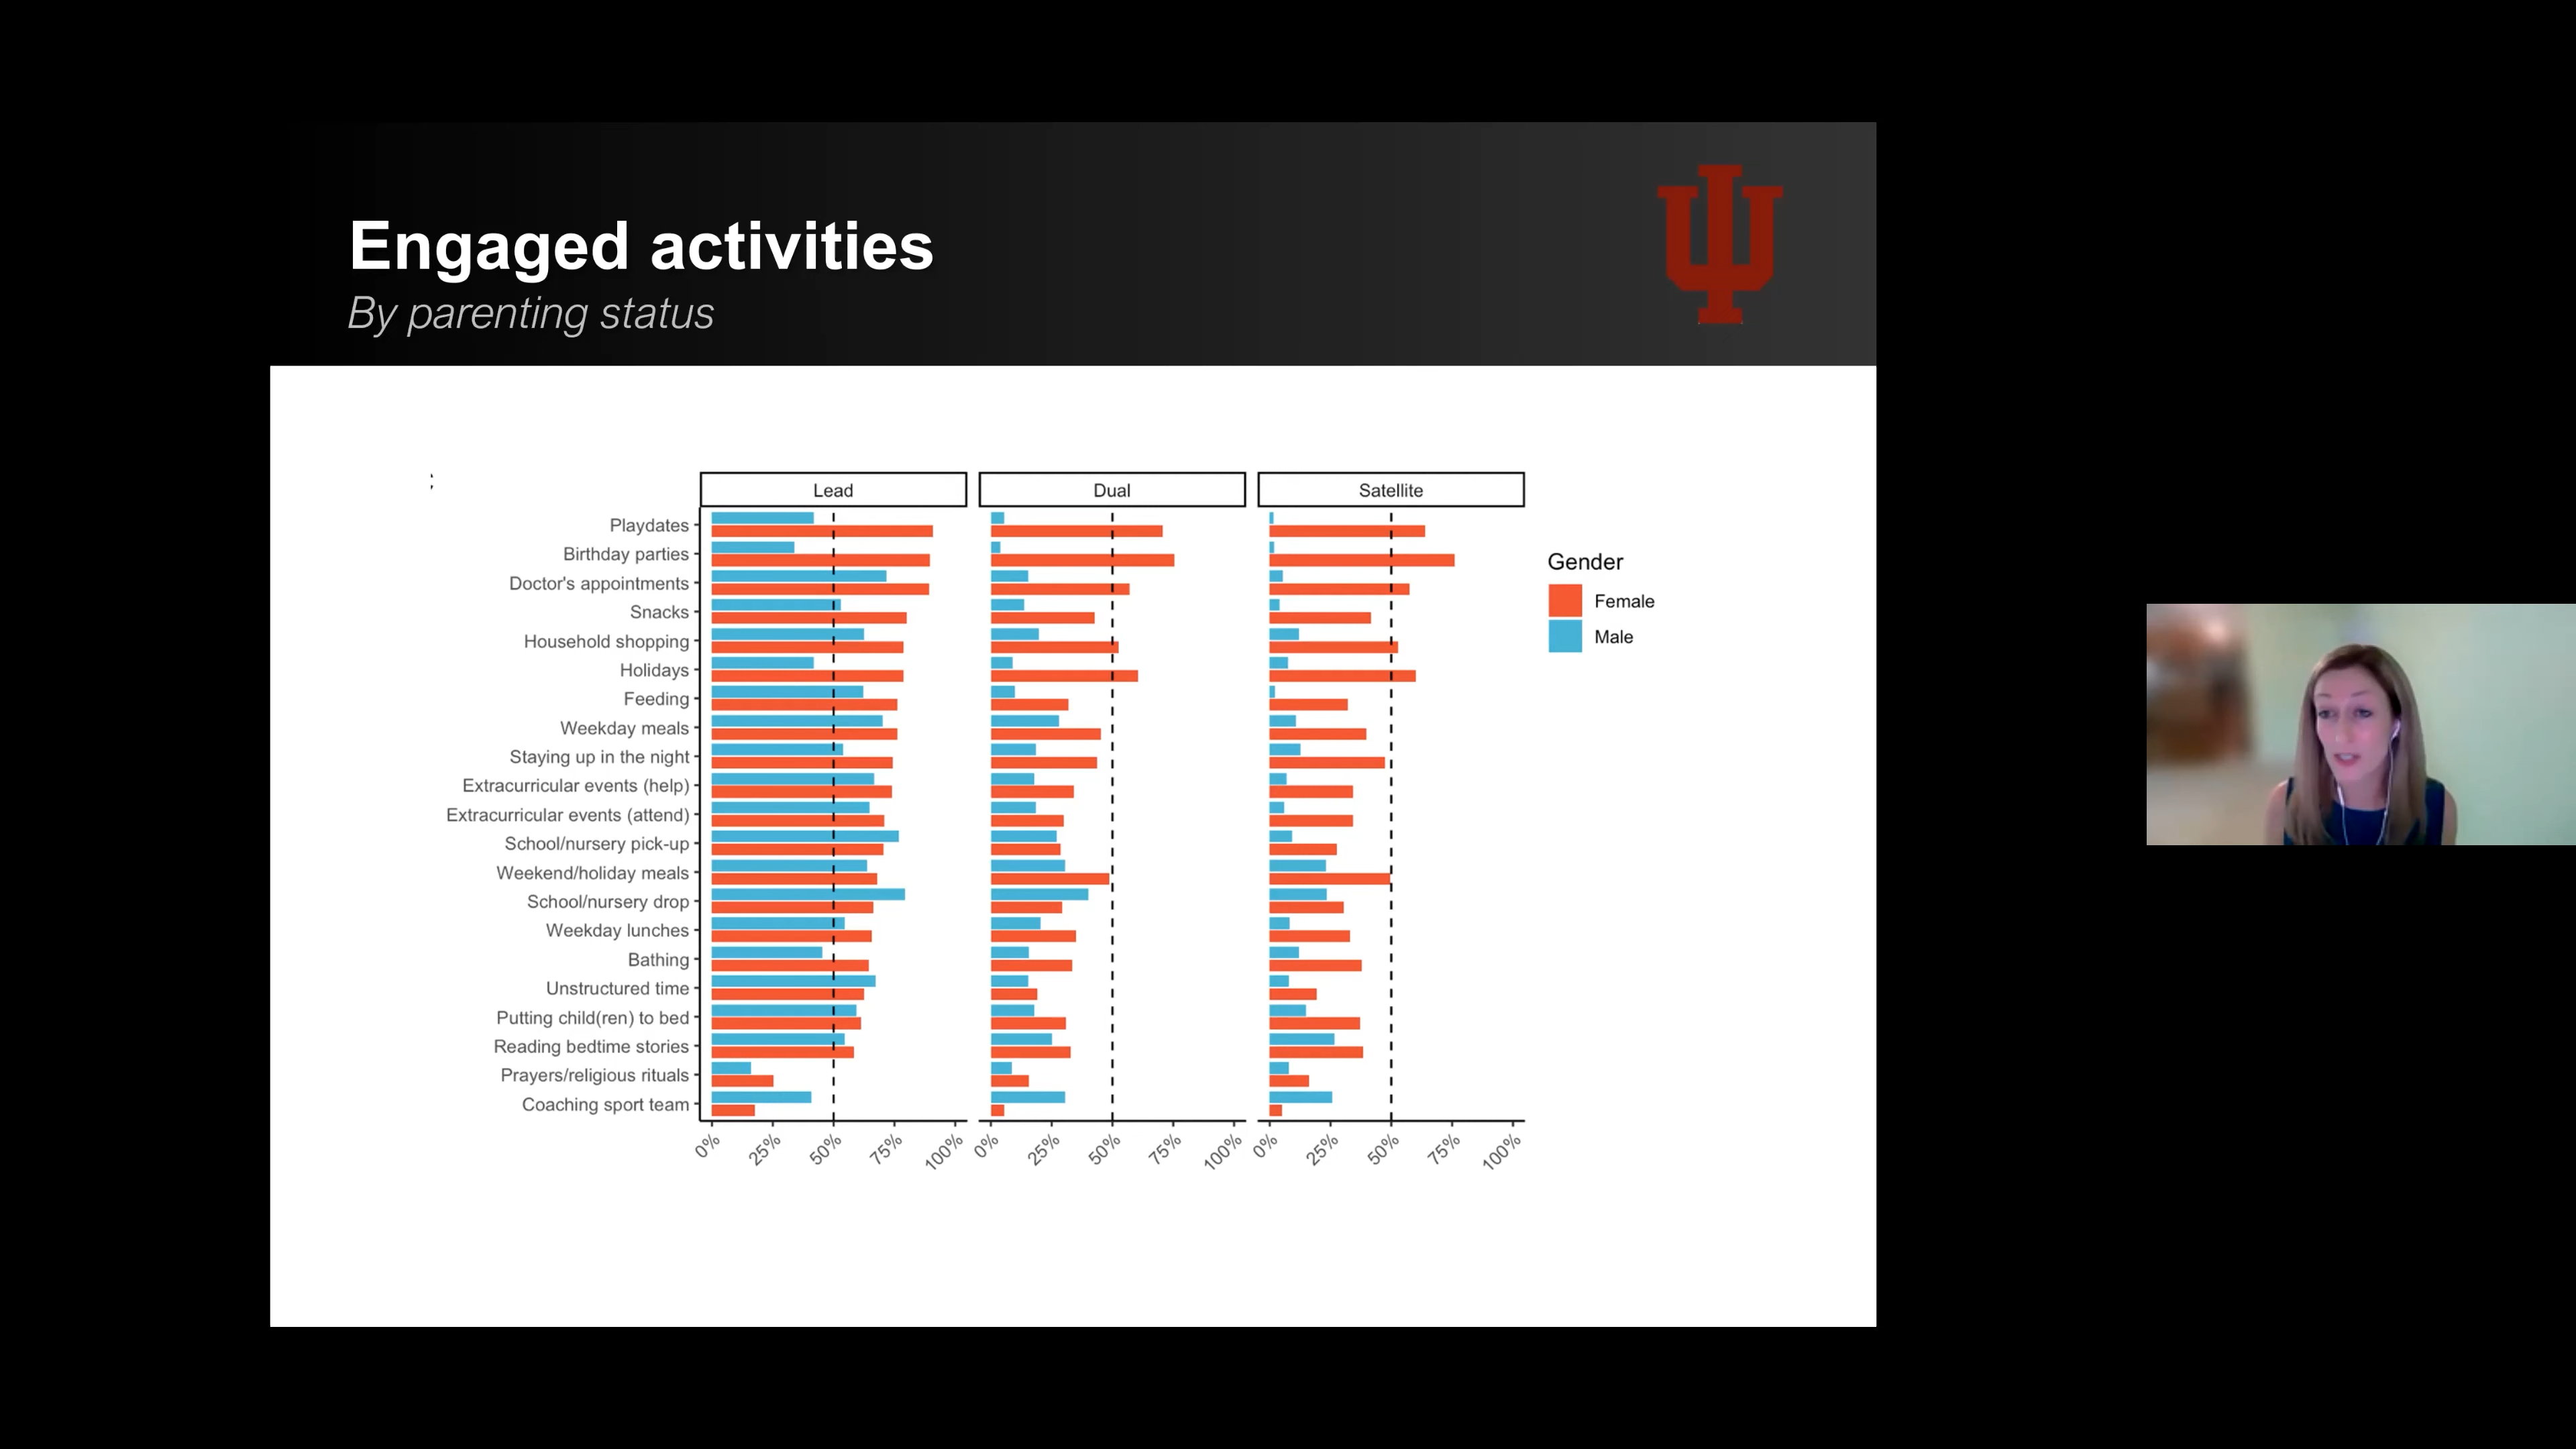 Engaged activities
By parenting status
Lead
Dual
Satellite
Playdates
Birthday parties
Doctor's appointments
Snacks
Household shopping
Holidays
Feeding
Weekday meals
Staying up in the night
Extracurricular events (help)
Extracurricular events (attend)
School/nursery pick-up
Weekend/holiday meals
School/nursery drop
Weekday lunches
Bathing
Unstructured time
Putting child(ren) to bed
Reading bedtime stories
Prayers/religious rituals
Coaching sport team
0% 25% 50% 75% 100%
0% 25% 50% 75% 100%
0% 25% 50% 75% 100%
Gender
Female
Male